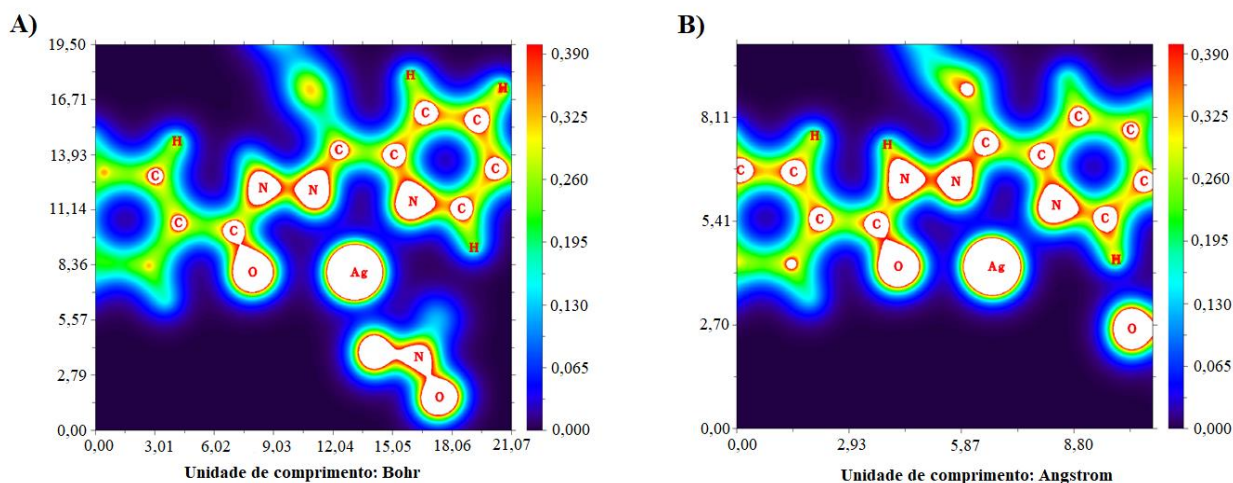 A)
19,50
16,71
13,93
11,14
8,36
5,57
2,79
0,00
0,00 3,01 6,02 9,03 12,04 15,05 18,06 21,07
H H H
C C C C C C
N N N C
C C H
O Ag
N
O
0,390
0,325
0,260
0,195
0,130
0,065
0,000
Unidade de comprimento: Bohr
B)
8,11
5,41
2,70
0,00
0,00 2,93 5,87 8,80
H H
C C C C C C C
N N N C
C C H
O Ag
O
0,390
0,325
0,260
0,195
0,130
0,065
0,000
Unidade de comprimento: Angstrom